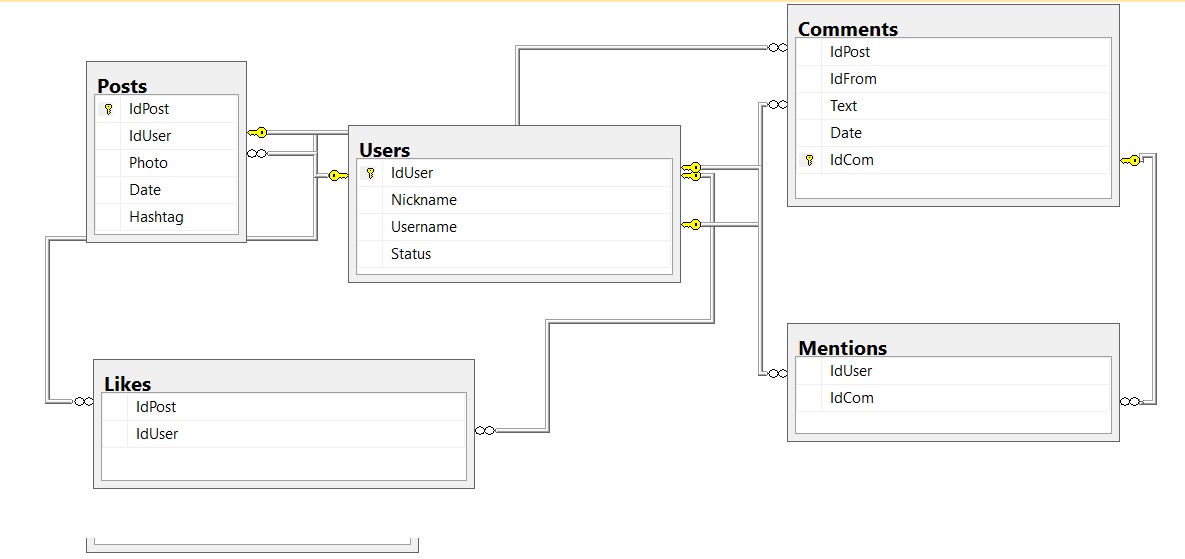 Posts
IdPost
IdUser
Photo
Date
Hashtag
Users
IdUser
Nickname
Username
Status
Comments
IdPost
IdFrom
Text
Date
IdCom
Likes
IdPost
IdUser
Mentions
IdUser
IdCom